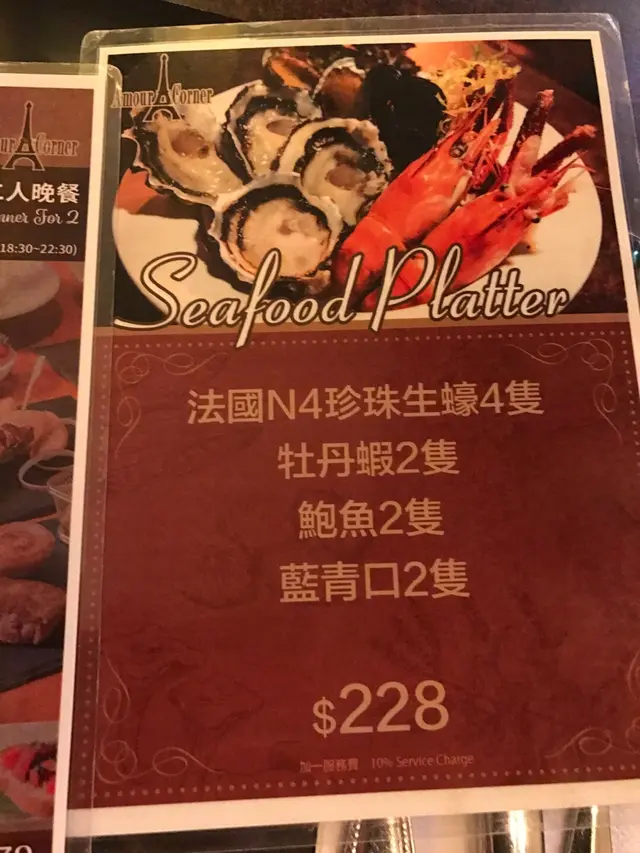 Amour Corner
Seafood Platter
法國N4珍珠生蠔4隻
牡丹蝦2隻
鮑魚2隻
藍青口2隻
$228
加一服務費 10% Service Charge
Corner
人晚餐
For 2
18:30~22:30)